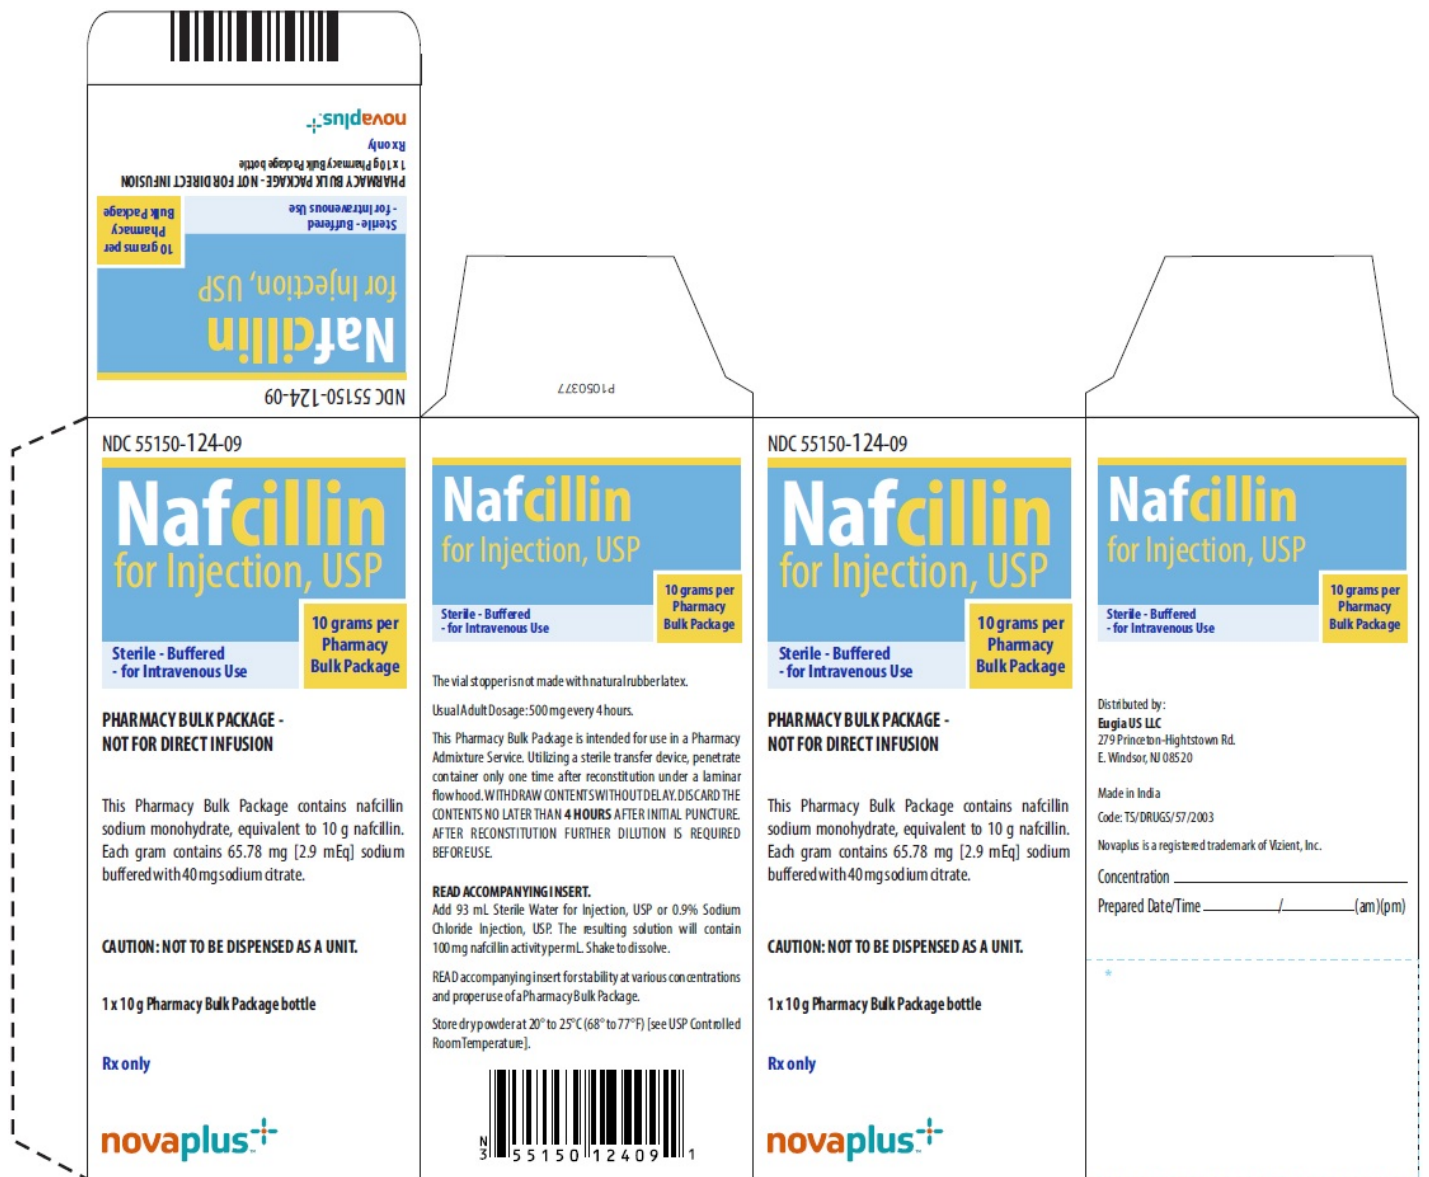 novaplus
Rx only
1 x 10 g Pharmacy Bulk Package bottle
PHARMACY BULK PACKAGE - NOT FOR DIRECT INFUSION
Sterile - Buffered
- for Intravenous Use
10 grams per
Pharmacy
Bulk Package
Nafcillin
for Injection, USP
NDC 55150-124-09
P1050377
NDC 55150-124-09
Nafcillin
for Injection, USP
10 grams per
Pharmacy
Bulk Package
Sterile - Buffered
- for Intravenous Use
PHARMACY BULK PACKAGE -
NOT FOR DIRECT INFUSION
This Pharmacy Bulk Package contains nafcillin
sodium monohydrate, equivalent to 10 g nafcillin.
Each gram contains 65.78 mg [2.9 mEq] sodium
buffered with 40 mg sodium citrate.
CAUTION: NOT TO BE DISPENSED AS A UNIT.
1 x 10 g Pharmacy Bulk Package bottle
Rx only
novaplus™
Nafcillin
for Injection, USP
10 grams per
Pharmacy
Bulk Package
Sterile - Buffered
- for Intravenous Use
The vial stopper is not made with natural rubber latex.
Usual Adult Dosage: 500 mg every 4 hours.
This Pharmacy Bulk Package is intended for use in a Pharmacy
Admixture Service. Utilizing a sterile transfer device, penetrate
container only one time after reconstitution under a laminar
flow hood. WITHDRAW CONTENTS WITHOUT DELAY. DISCARD THE
CONTENTS NO LATER THAN 4 HOURS AFTER INITIAL PUNCTURE.
AFTER RECONSTITUTION FURTHER DILUTION IS REQUIRED
BEFORE USE.
READ ACCOMPANYING INSERT.
Add 93 mL Sterile Water for Injection, USP or 0.9% Sodium
Chloride Injection, USP. The resulting solution will contain
100 mg nafcillin activity per mL. Shake to dissolve.
READ accompanying insert for stability at various concentrations
and proper use of a Pharmacy Bulk Package.
Store dry powder at 20° to 25°C (68° to 77°F) [see USP Controlled
Room Temperature].
N
3 55150 12409 1
NDC 55150-124-09
Nafcillin
for Injection, USP
10 grams per
Pharmacy
Bulk Package
Sterile - Buffered
- for Intravenous Use
PHARMACY BULK PACKAGE -
NOT FOR DIRECT INFUSION
This Pharmacy Bulk Package contains nafcillin
sodium monohydrate, equivalent to 10 g nafcillin.
Each gram contains 65.78 mg [2.9 mEq] sodium
buffered with 40 mg sodium citrate.
CAUTION: NOT TO BE DISPENSED AS A UNIT.
1 x 10 g Pharmacy Bulk Package bottle
Rx only
novaplus™
Nafcillin
for Injection, USP
10 grams per
Pharmacy
Bulk Package
Sterile - Buffered
- for Intravenous Use
Distributed by:
Eugia US LLC
279 Princeton-Hightstown Rd.
E. Windsor, NJ 08520
Made in India
Code: TS/DRUGS/57/2003
Novaplus is a registered trademark of Vizient, Inc.
Concentration
Prepared Date/Time / (am)(pm)
*